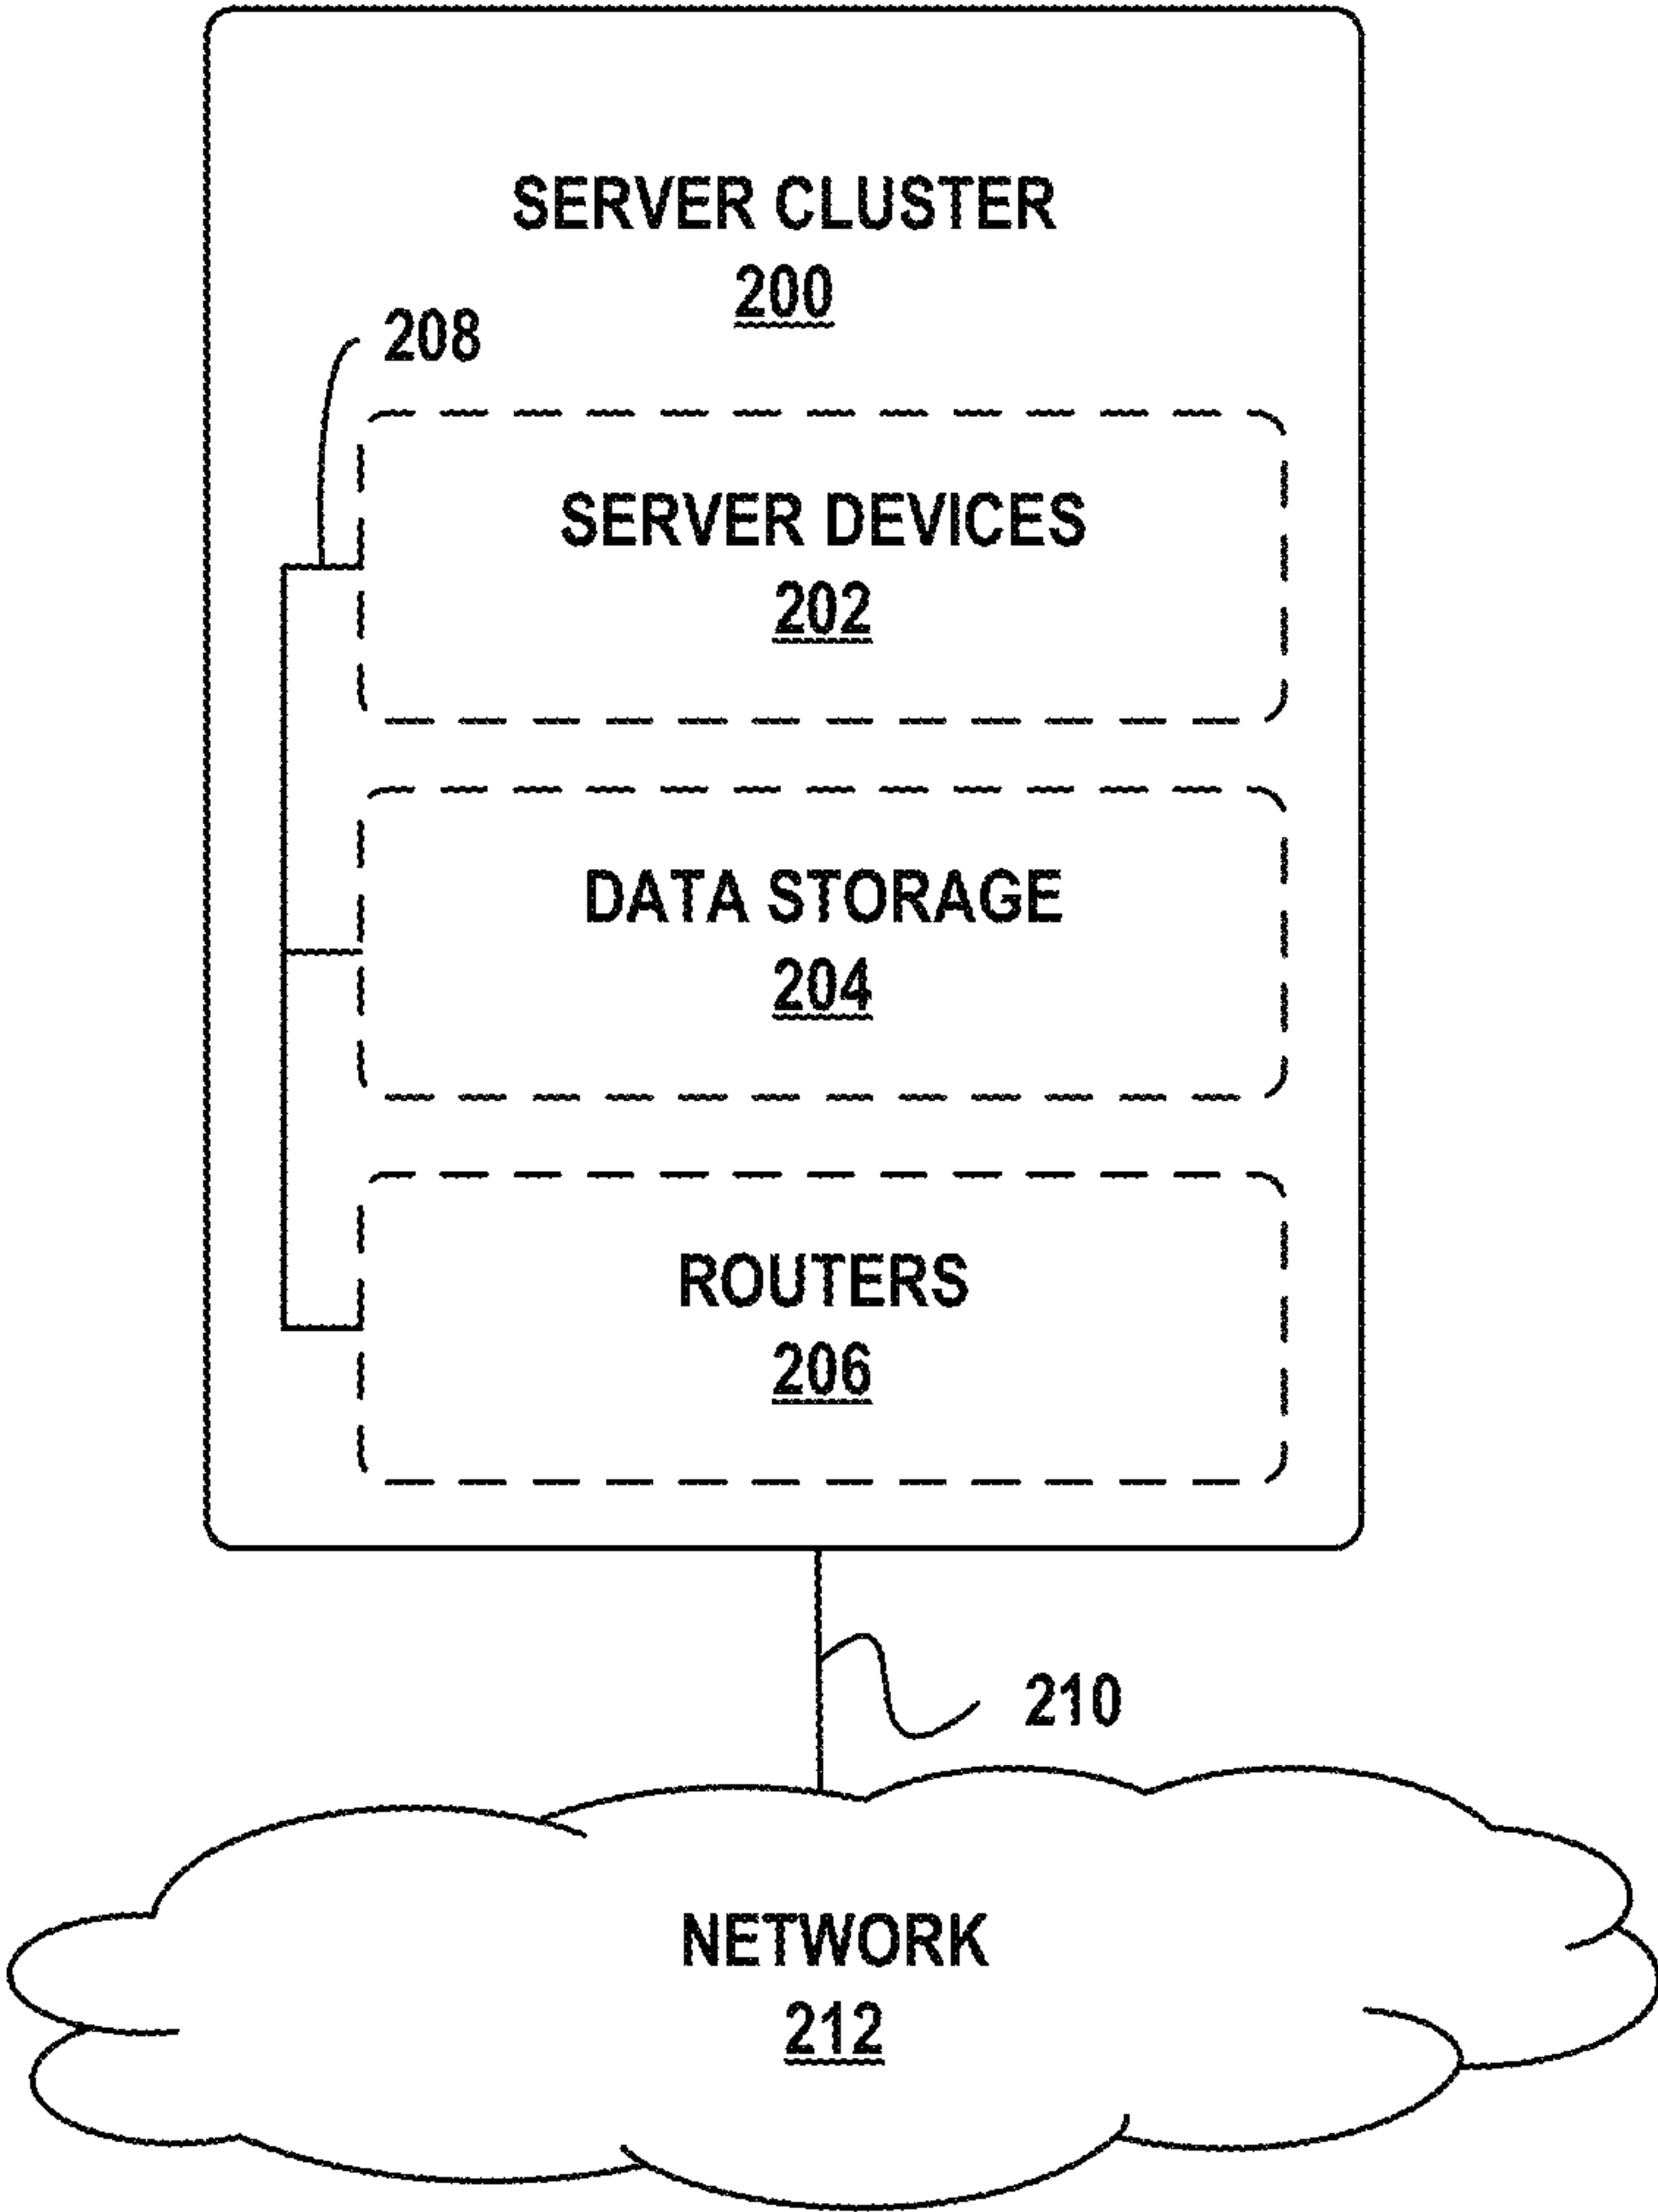 SERVER CLUSTER
200
208
SERVER DEVICES
202
DATA STORAGE
204
ROUTERS
206
210
NETWORK
212